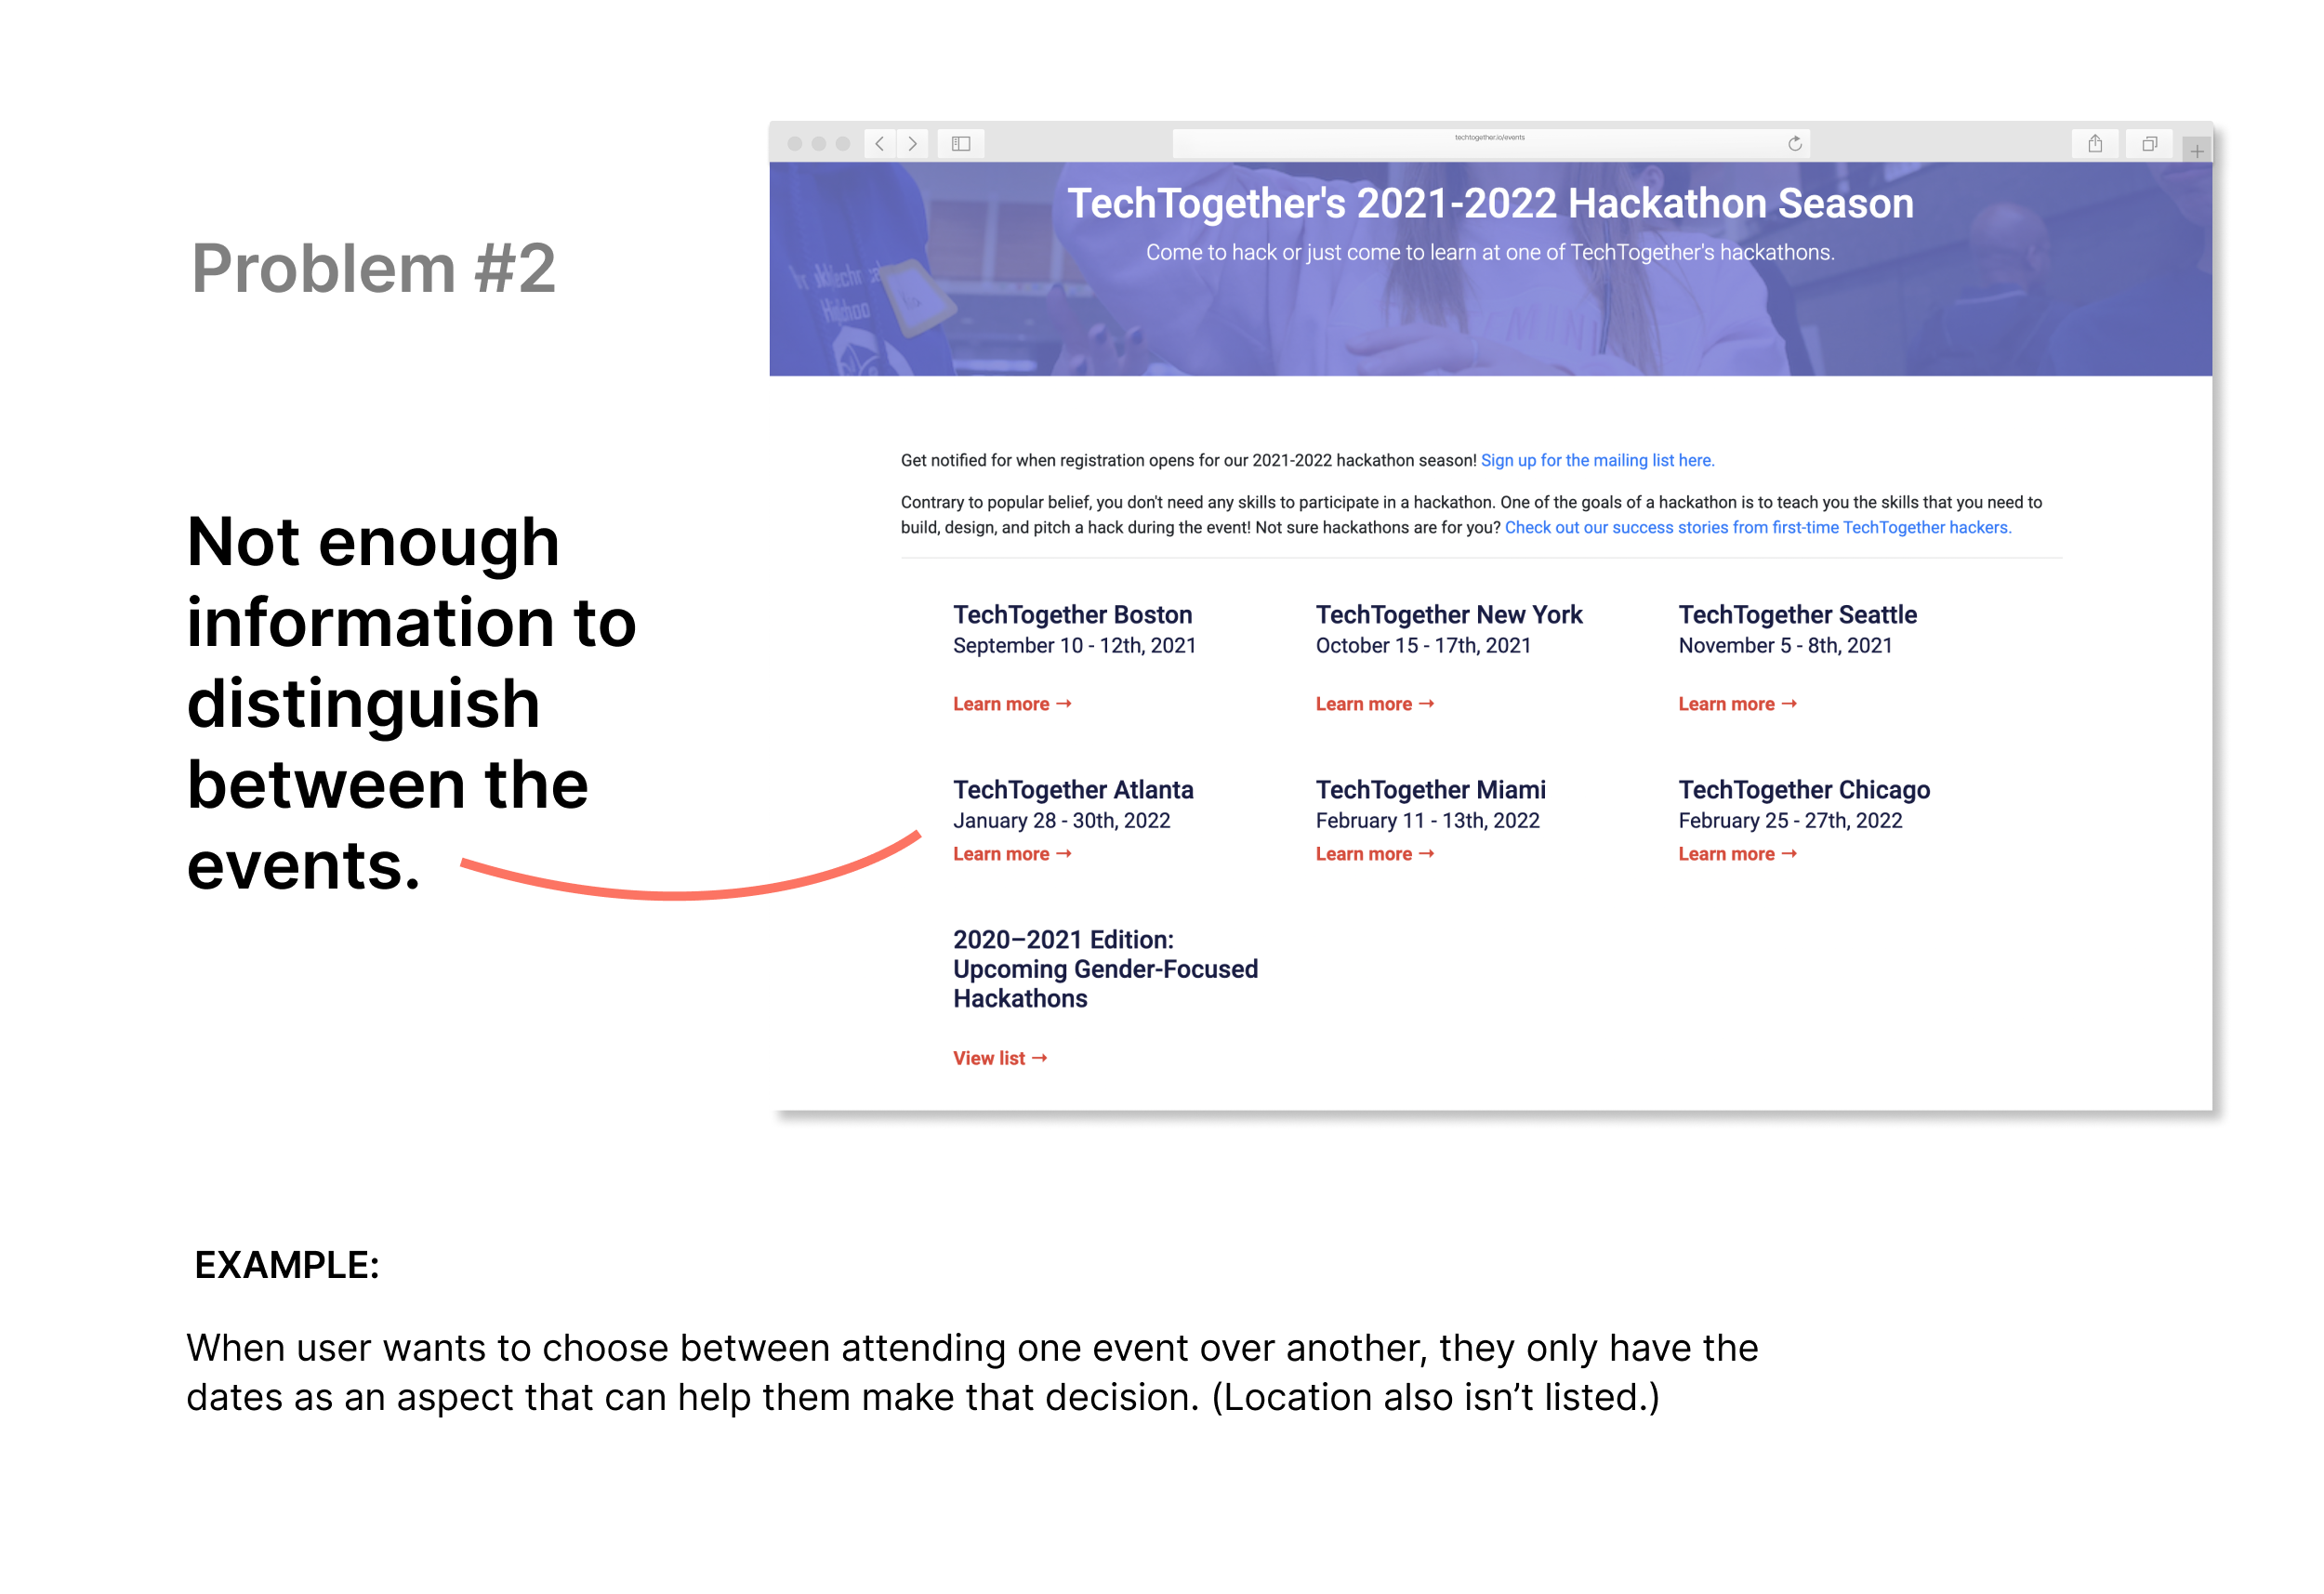 Problem #2
Not enough
information to
distinguish
between the
events.
techtogether.io/events
TechTogether's 2021-2022 Hackathon Season
Come to hack or just come to learn at one of TechTogether's hackathons.
Get notified for when registration opens for our 2021-2022 hackathon season! Sign up for the mailing list here.
Contrary to popular belief, you don't need any skills to participate in a hackathon. One of the goals of a hackathon is to teach you the skills that you need to
build, design, and pitch a hack during the event! Not sure hackathons are for you? Check out our success stories from first-time TechTogether hackers.
TechTogether Boston
September 10 - 12th, 2021
Learn more →
TechTogether New York
October 15 - 17th, 2021
Learn more →
TechTogether Seattle
November 5 - 8th, 2021
Learn more →
TechTogether Atlanta
January 28 - 30th, 2022
Learn more →
TechTogether Miami
February 11 - 13th, 2022
Learn more →
TechTogether Chicago
February 25 - 27th, 2022
Learn more →
2020–2021 Edition:
Upcoming Gender-Focused
Hackathons
View list →
EXAMPLE:
When user wants to choose between attending one event over another, they only have the
dates as an aspect that can help them make that decision. (Location also isn’t listed.)